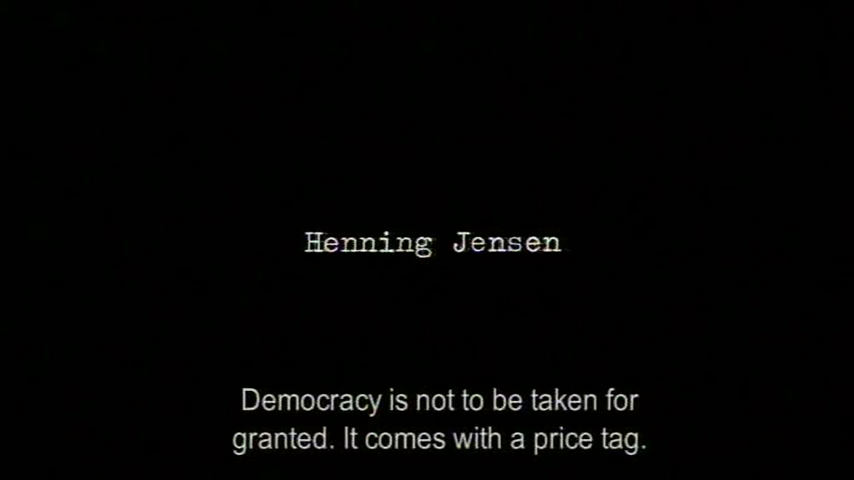 Henning Jensen
Democracy is not to be taken for
granted. It comes with a price tag.